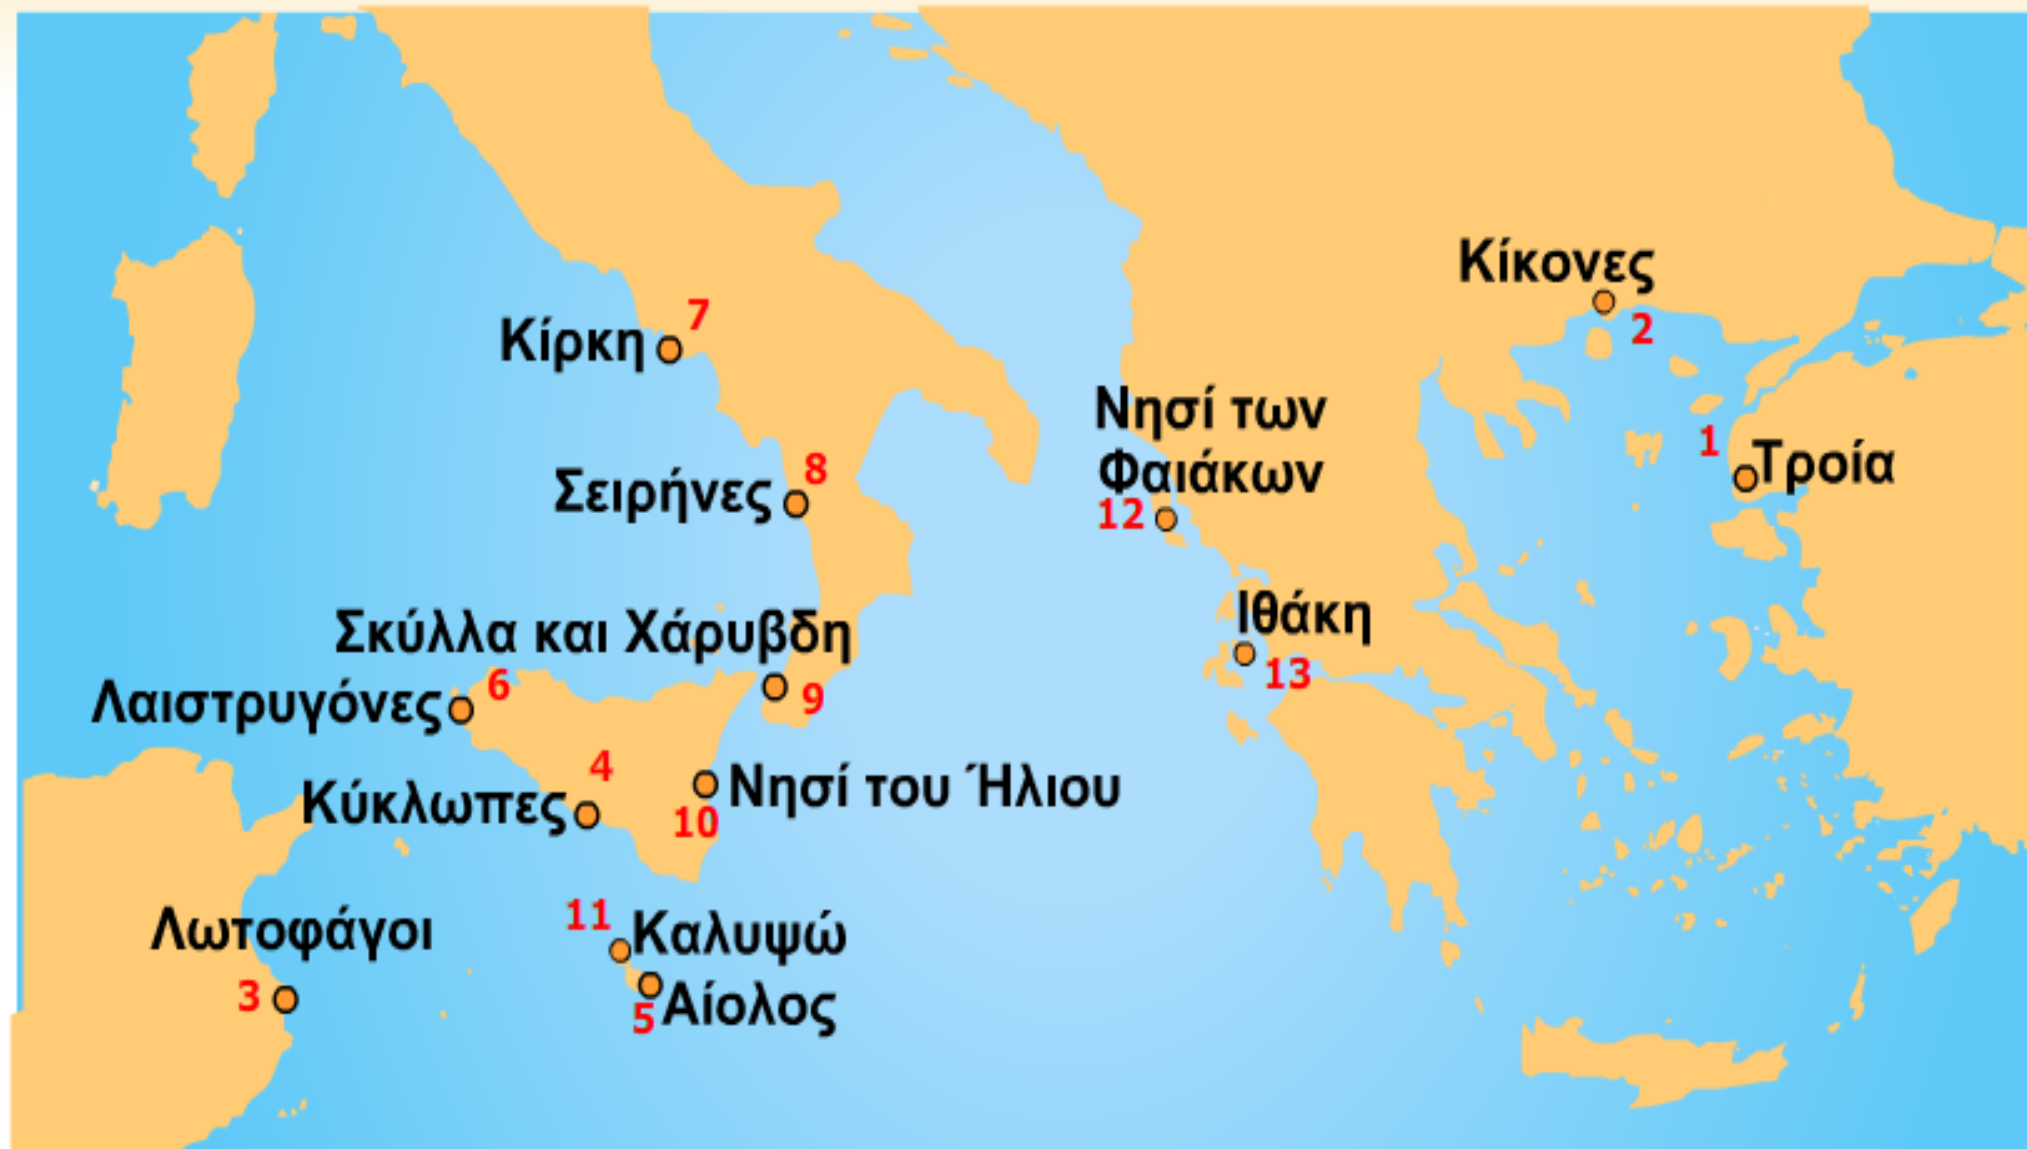 Κίκονες
2
7
Κίρκη
Νησί των
Φαιάκων
12
1
Τροία
8
Σειρήνες
Ιθάκη
13
Σκύλλα και Χάρυβδη
9
6
Λαιστρυγόνες
4
Κύκλωπες
Νησί του Ήλιου
10
Λωτοφάγοι
3
11
Καλυψώ
5
Αίολος